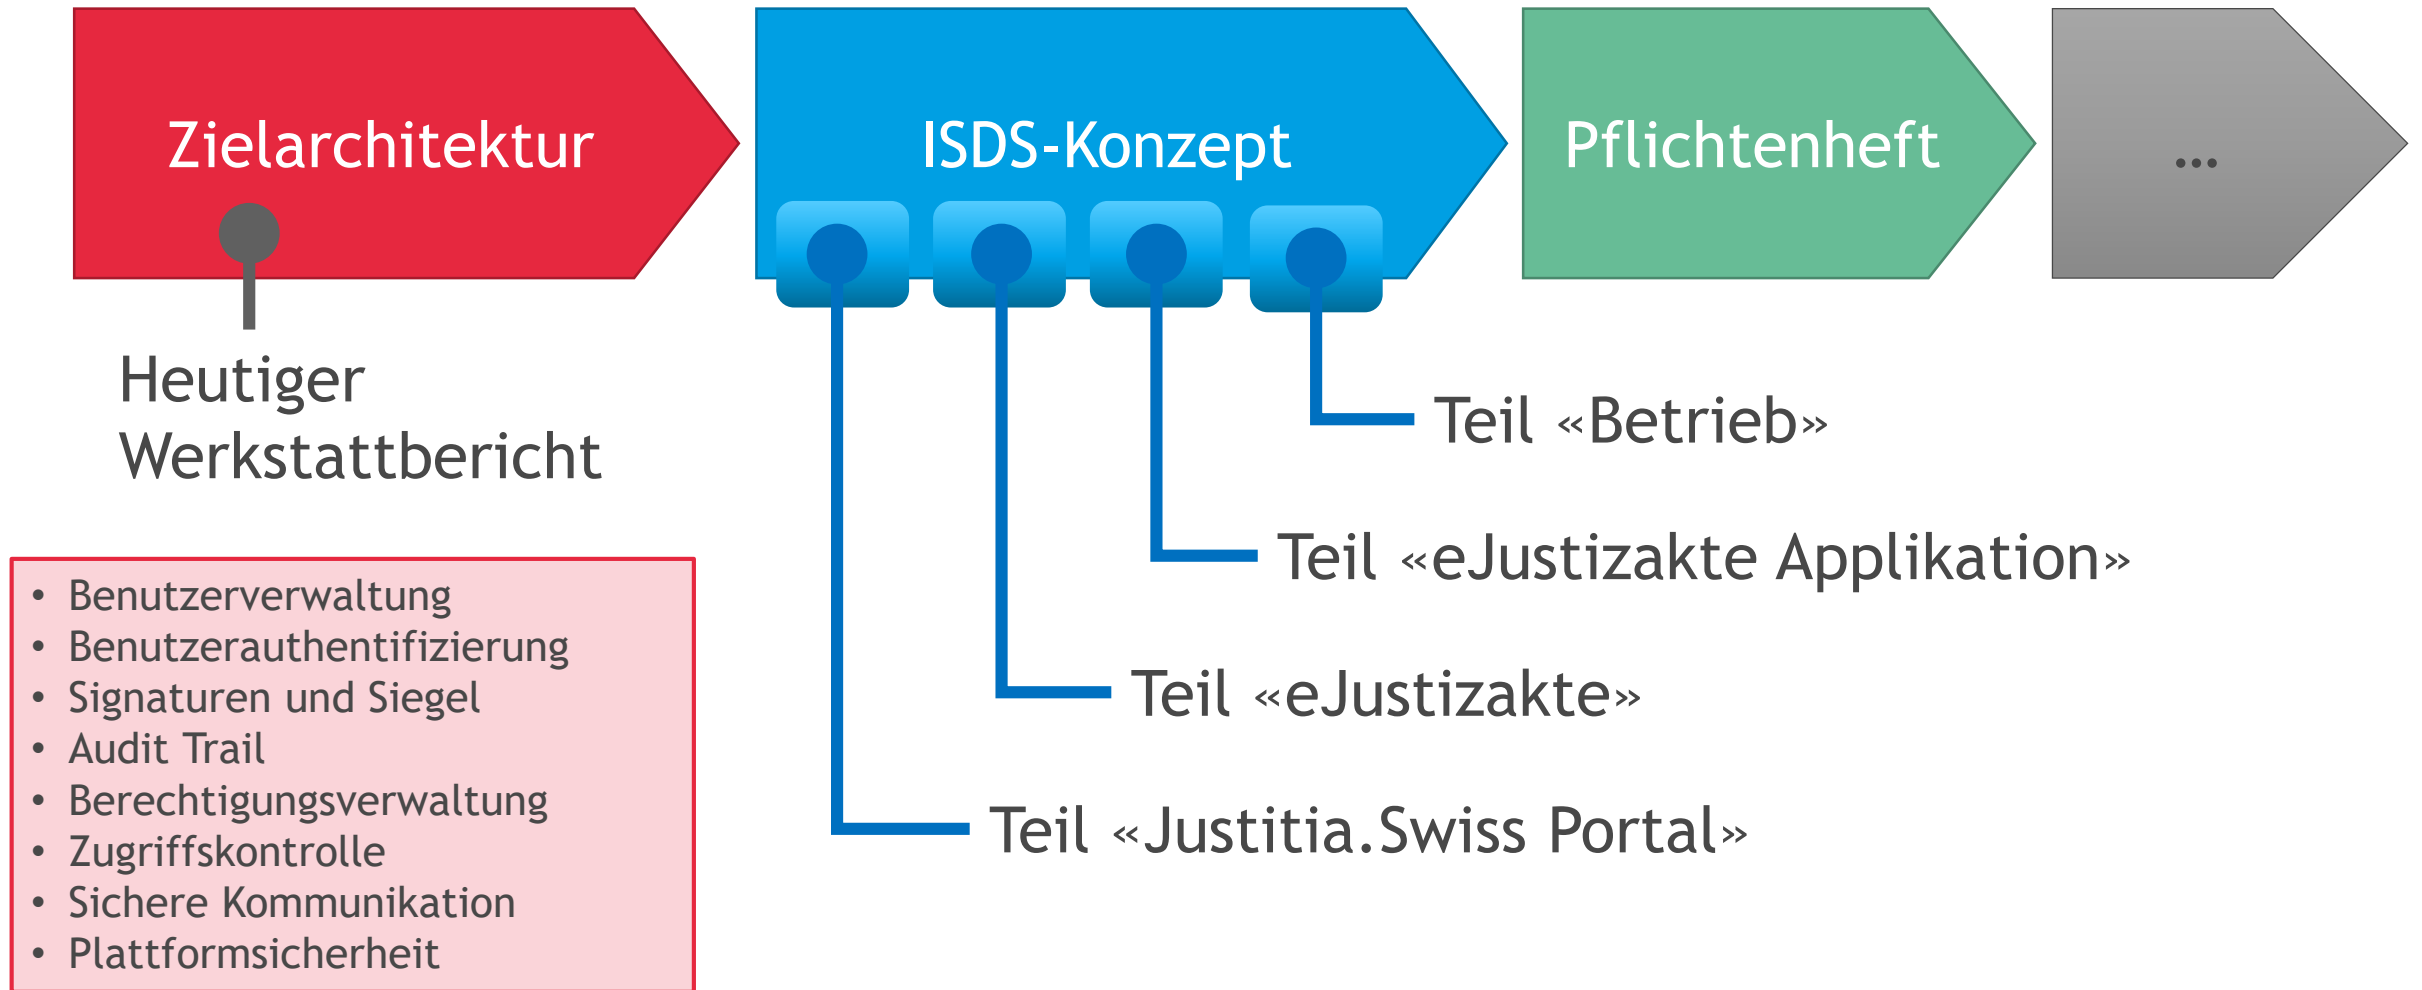 Zielarchitektur
ISDS-Konzept
Pflichtenheft
...
Heutiger
Werkstattbericht
Teil «Betrieb»
Teil «eJustizakte Applikation»
Teil «eJustizakte»
Teil «Justitia.Swiss Portal»
• Benutzerverwaltung
• Benutzerauthentifizierung
• Signaturen und Siegel
• Audit Trail
• Berechtigungsverwaltung
• Zugriffskontrolle
• Sichere Kommunikation
• Plattformsicherheit